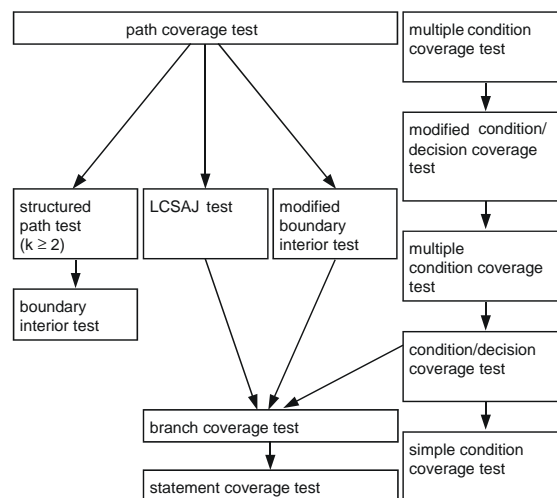 path coverage test
multiple condition
coverage test
modified condition/
decision coverage
test
structured
path test
(k ≥ 2)
LCSAJ test
modified
boundary
interior test
multiple
condition coverage
test
boundary
interior test
condition/decision
coverage test
branch coverage test
simple condition
coverage test
statement coverage test